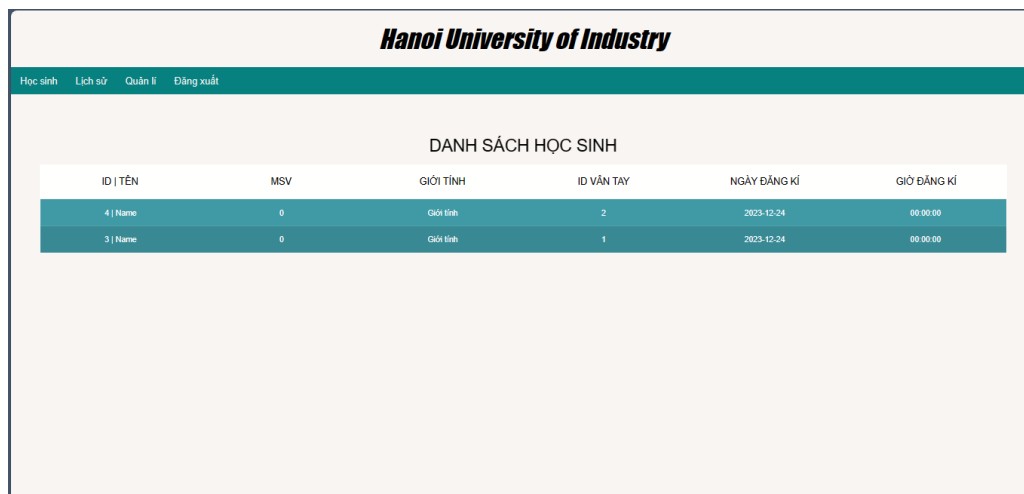 Hanoi University of Industry
Học sinh Lịch sử Quản lí Đăng xuất
DANH SÁCH HỌC SINH
ID | TÊN MSV GIỚI TÍNH ID VÂN TAY NGÀY ĐĂNG KÍ GIỜ ĐĂNG KÍ
4 | Name 0 Giới tính 2 2023-12-24 00:00:00
3 | Name 0 Giới tính 1 2023-12-24 00:00:00